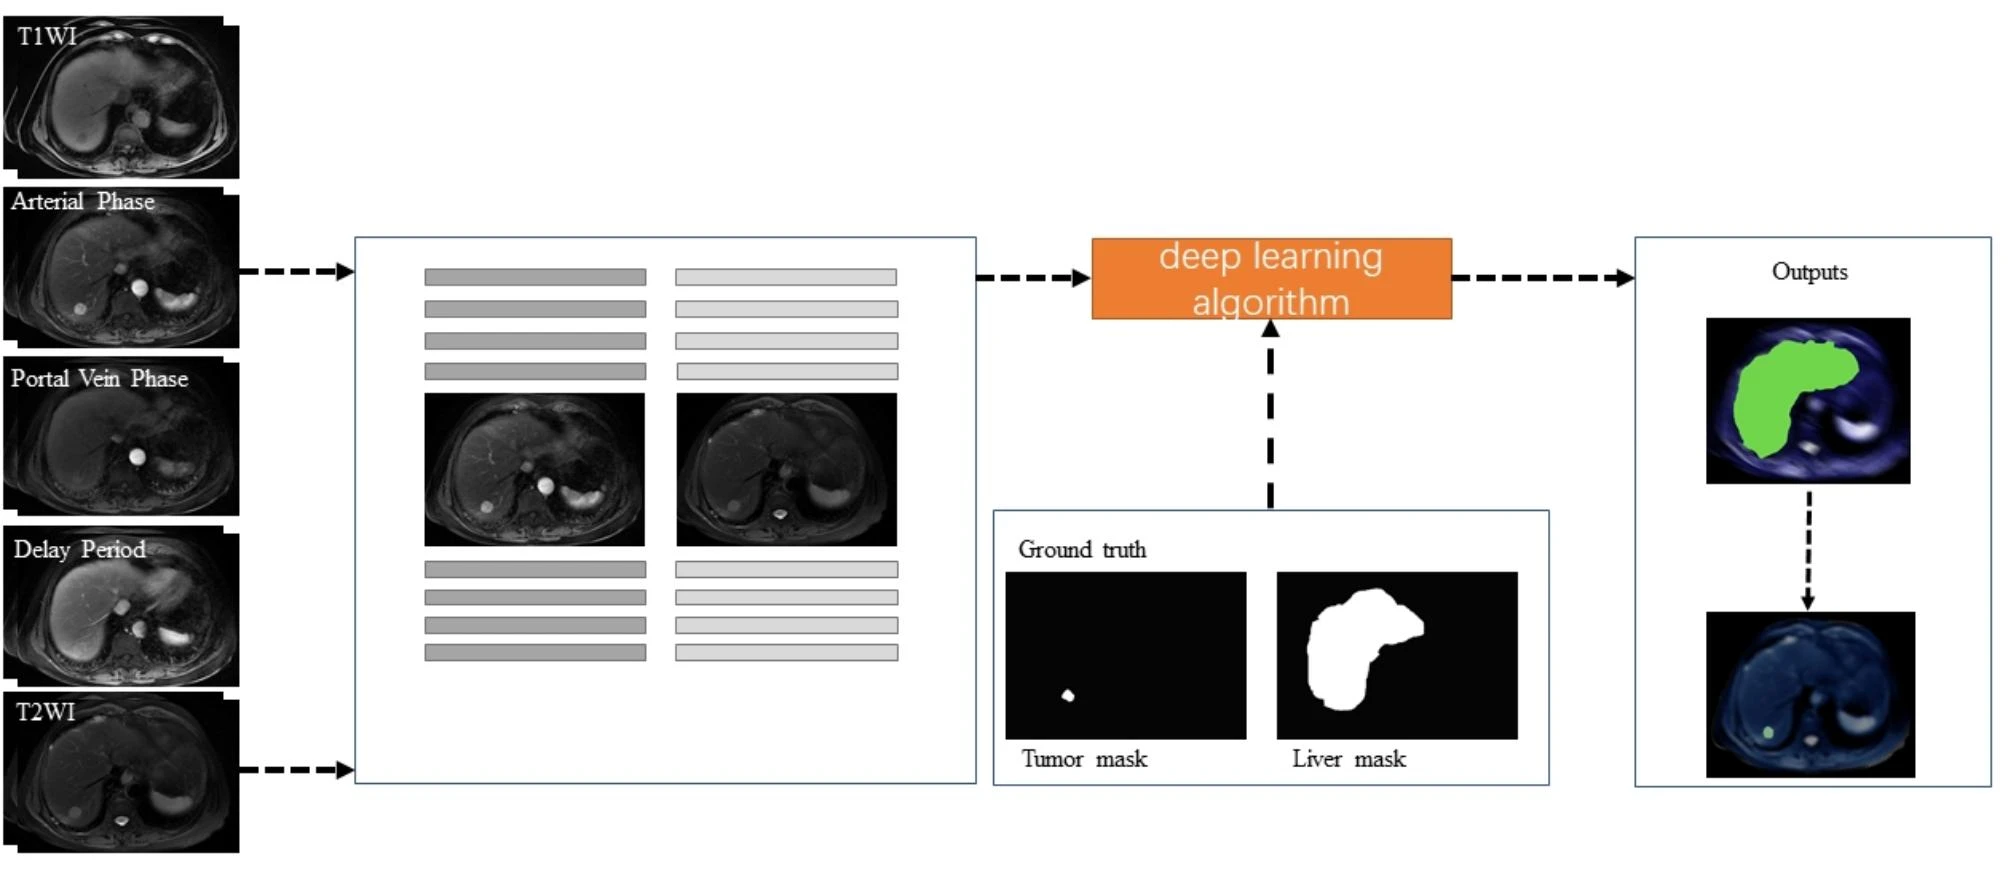 T1WI
Arterial Phase
Portal Vein Phase
Delay Period
T2WI
deep learning
algorithm
Ground truth
Tumor mask
Liver mask
Outputs